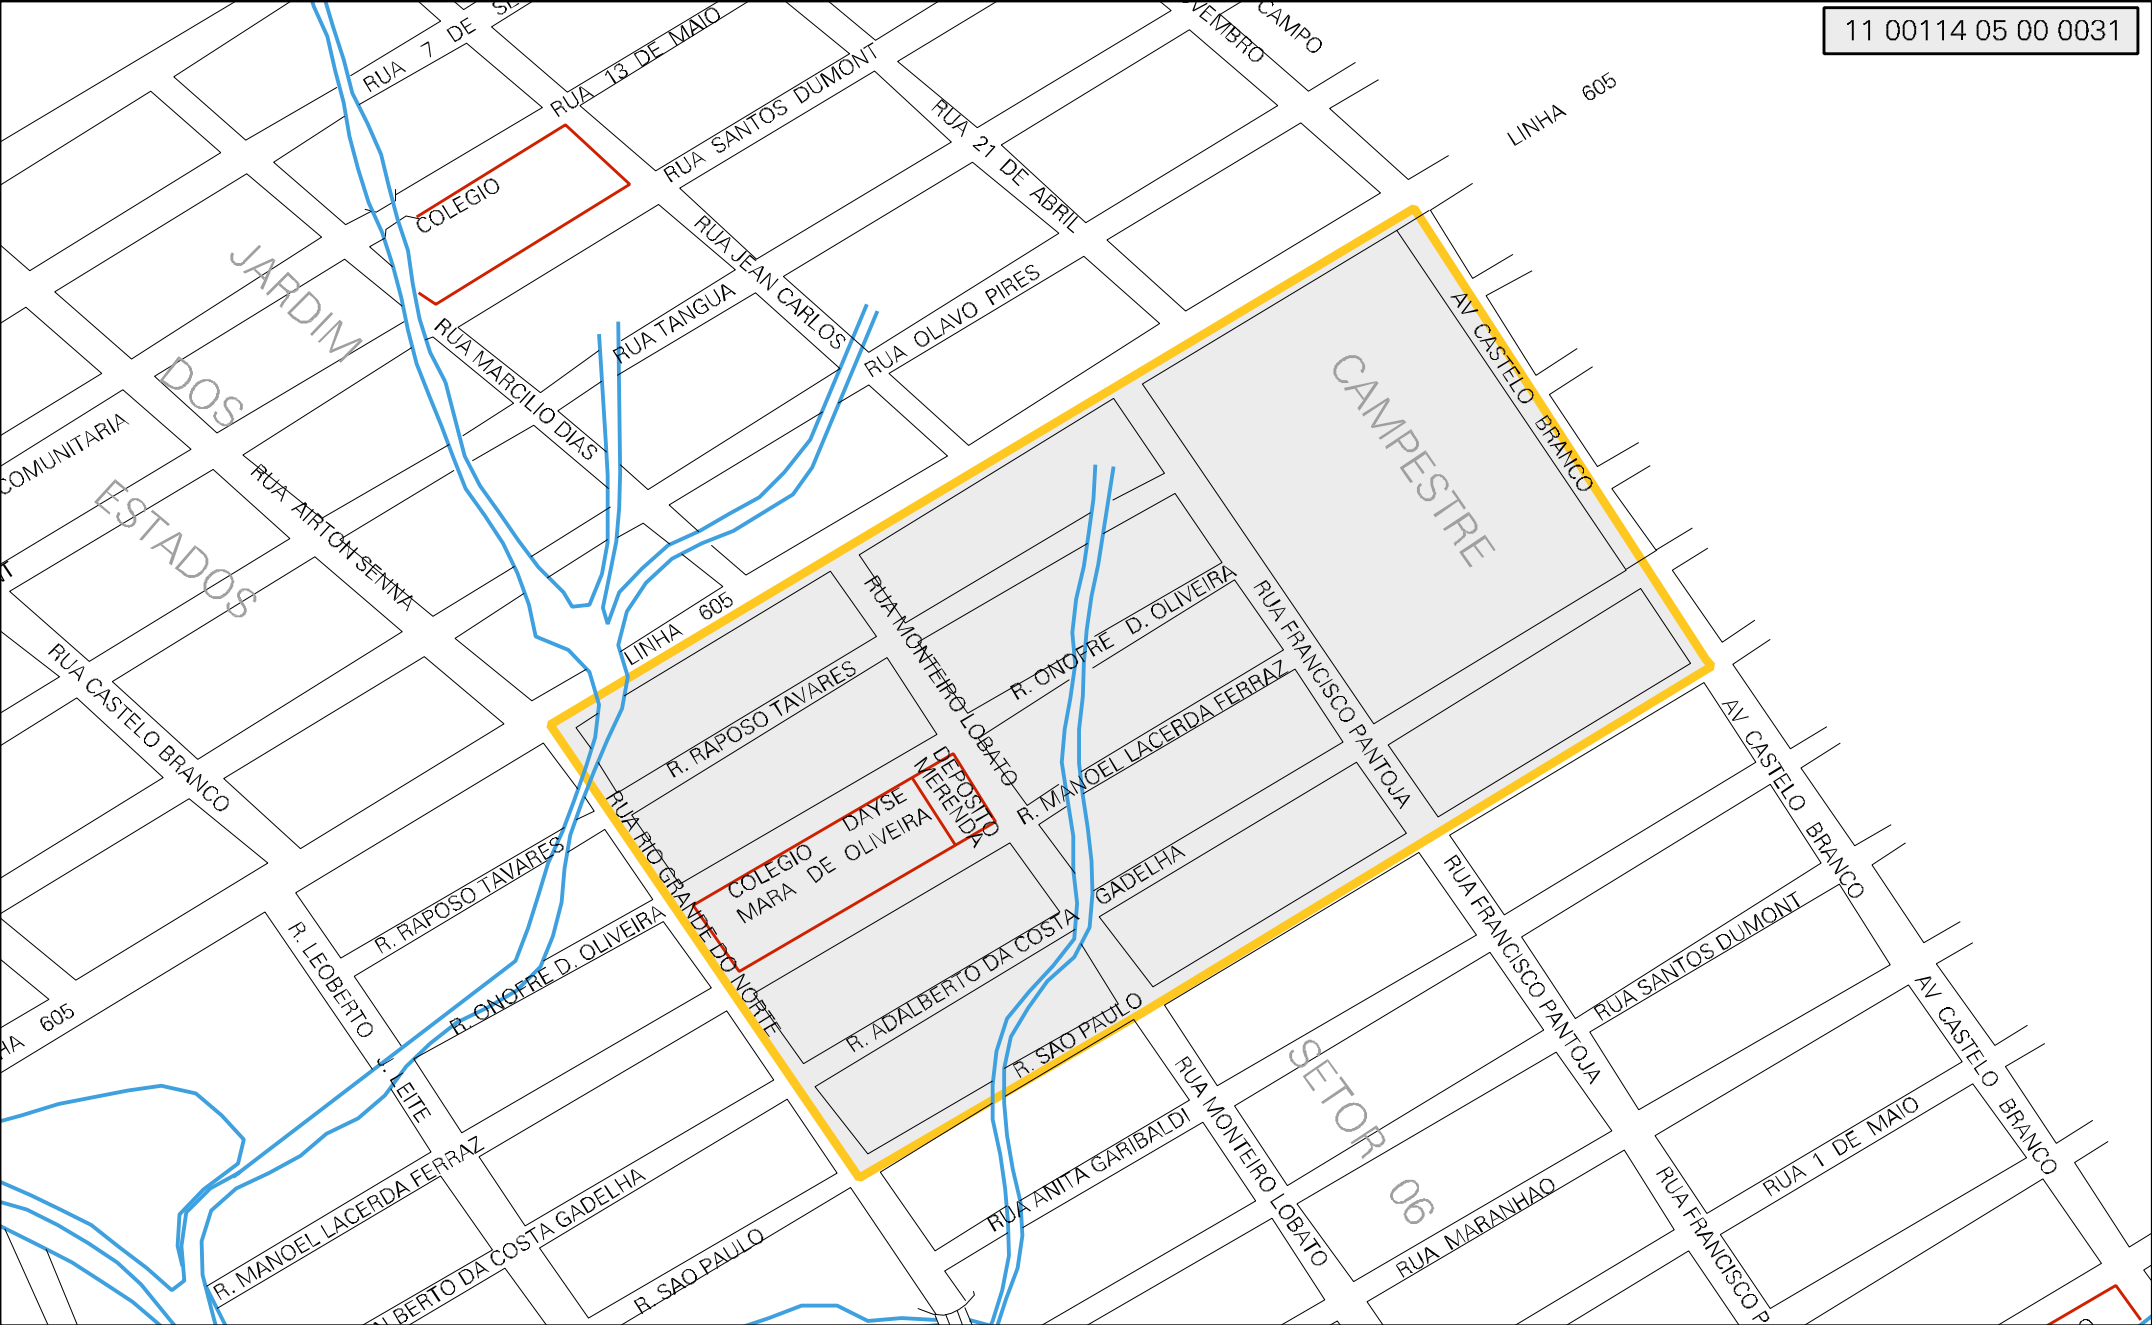 11 00114 05 00 0031
RUA 7 DE
RUA 13 DE MAIO
CAMPO
RUA SANTOS DUMONT
LINHA 605
RUA 21 DE ABRIL
COLEGIO
JARDIM
DOS
ESTADOS
RUA JEAN CARLOS
RUA TANGUA
RUA OLAVO PIRES
RUA MARCILIO DIAS
AV CASTELO BRANCO
CAMPESTRE
COMUNITARIA
RUA AIRTON SENNA
LINHA 605
RUA CASTELO BRANCO
RUA MONTEIRO LOBATO
R. ONOFRE D. OLIVEIRA
RUA FRANCISCO PANTOJA
R. RAPOSO TAVARES
R. MANOEL LACERDA FERRAZ
DEPOSITO
MERENDA
COLEGIO DAYSE
MARA DE OLIVEIRA
RUA RIO GRANDE DO NORTE
R. ADALBERTO DA COSTA GADELHA
R. SAO PAULO
AV CASTELO BRANCO
R. RAPOSO TAVARES
R. ONOFRE D. OLIVEIRA
R. LEOBERTO J. LEITE
605
RUA FRANCISCO PANTOJA
RUA SANTOS DUMONT
AV CASTELO BRANCO
SETOR 06
RUA MONTEIRO LOBATO
RUA ANITA GARIBALDI
RUA 1 DE MAIO
RUA MARANHAO
RUA FRANCISCO P
R. MANOEL LACERDA FERRAZ
LBERTO DA COSTA GADELHA
R. SAO PAULO